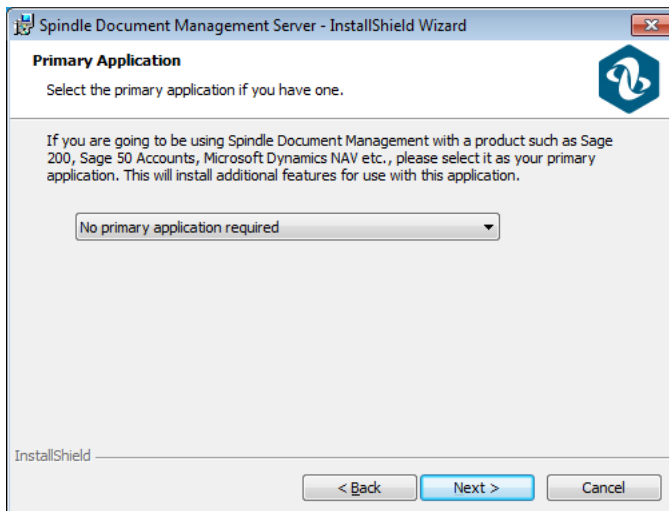 Spindle Document Management Server - InstallShield Wizard
Primary Application
Select the primary application if you have one.
If you are going to be using Spindle Document Management with a product such as Sage
200, Sage 50 Accounts, Microsoft Dynamics NAV etc., please select it as your primary
application. This will install additional features for use with this application.
No primary application required
InstallShield
< Back
Next >
Cancel